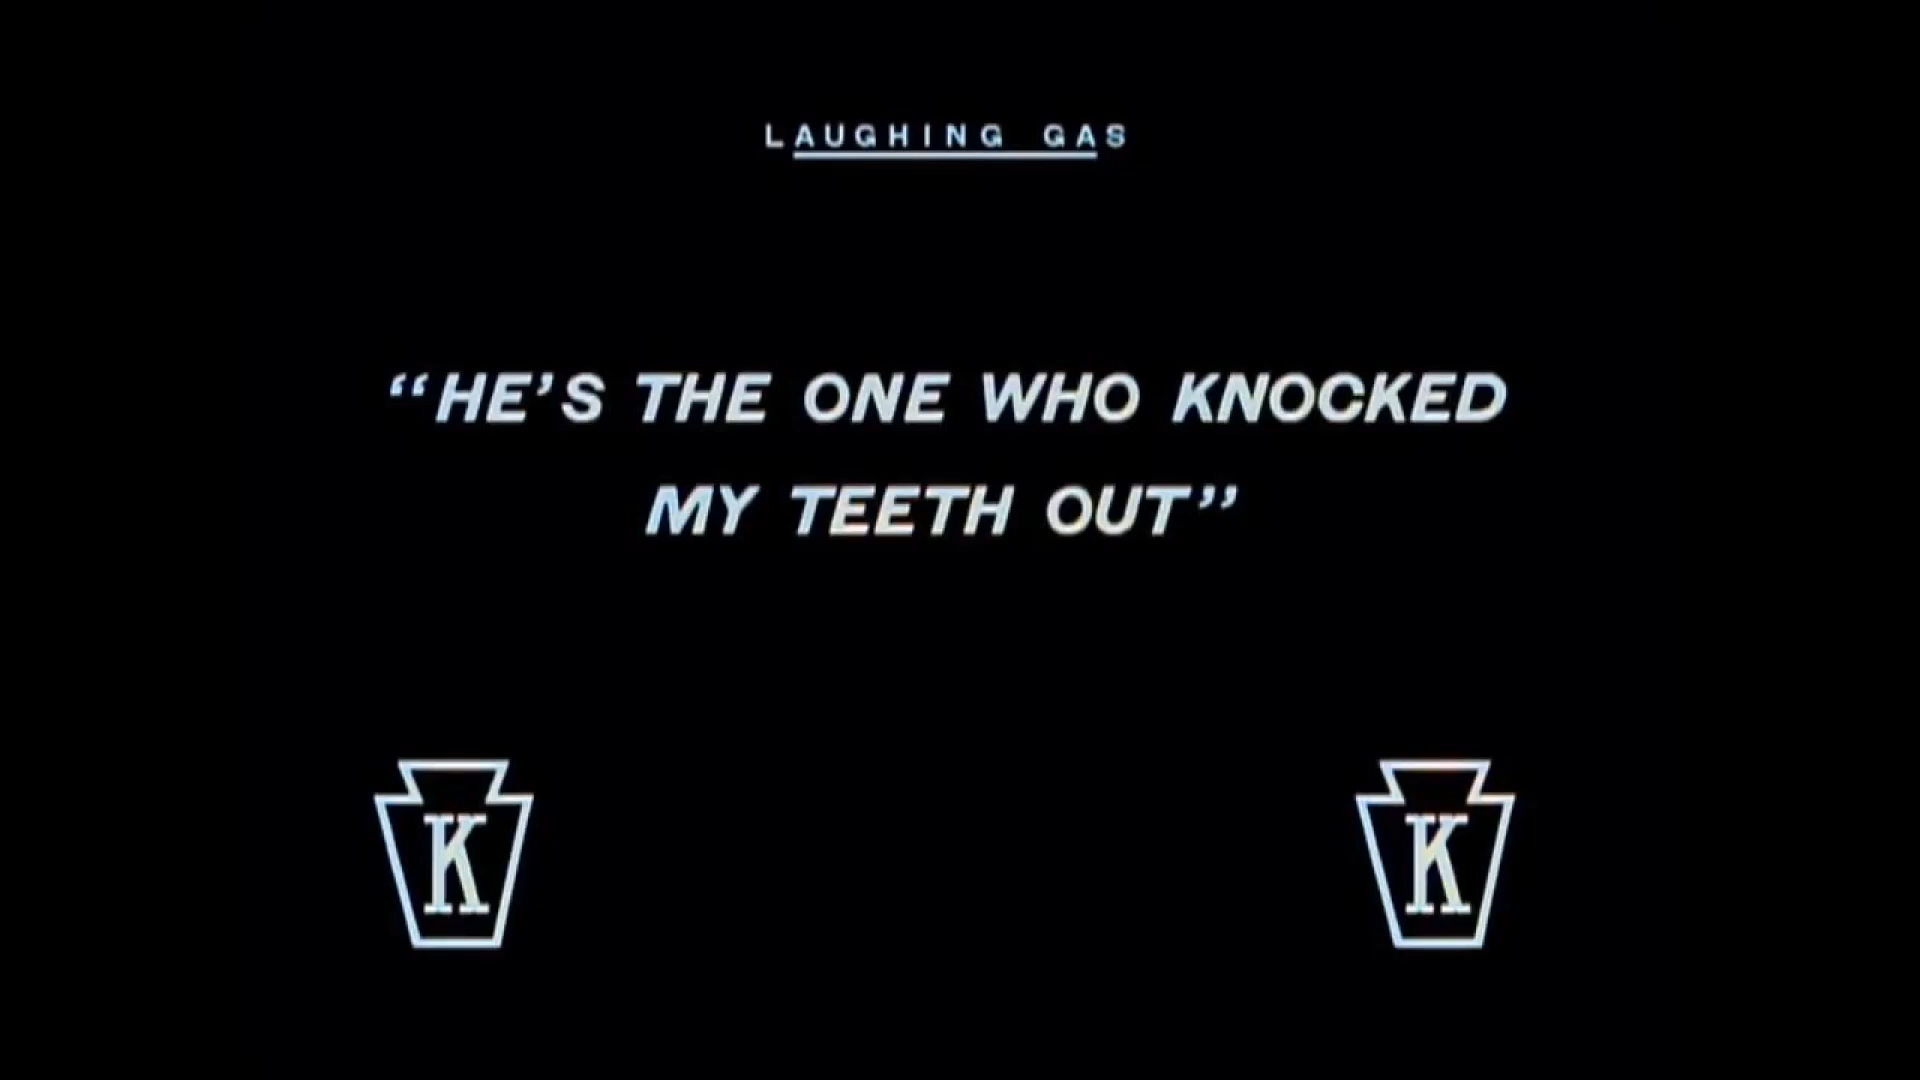 LAUGHING GAS
“HE’S THE ONE WHO KNOCKED
MY TEETH OUT”
K K